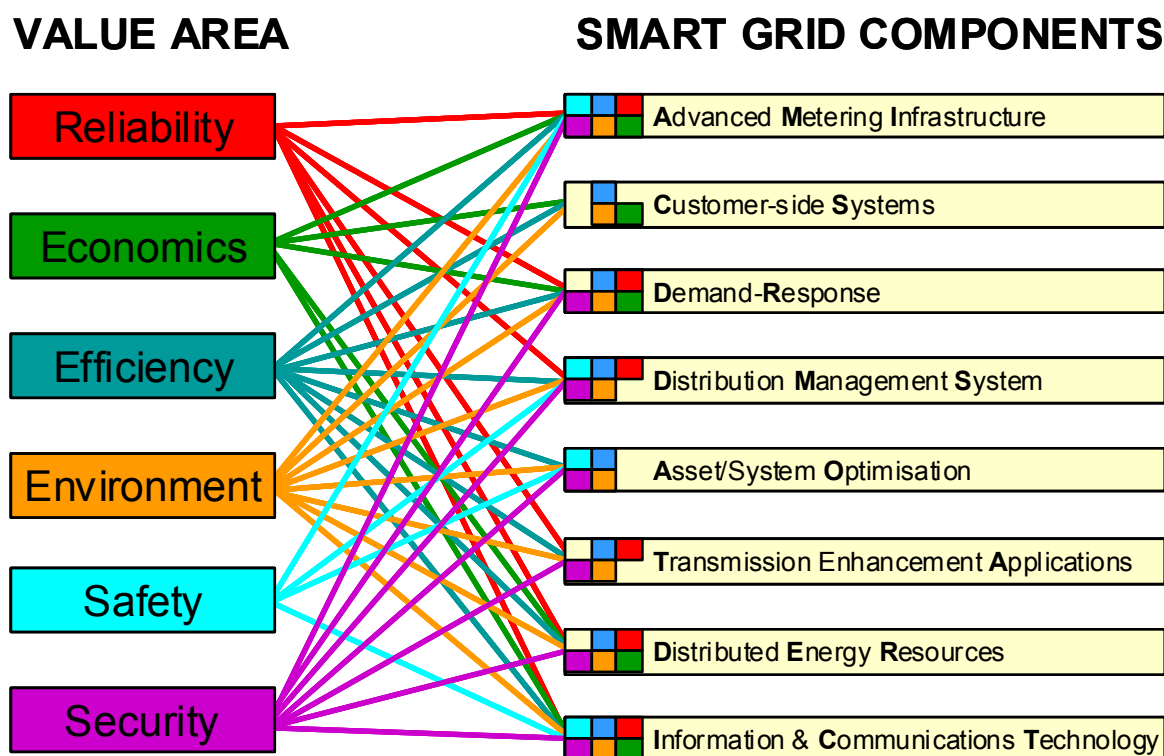 VALUE AREA
SMART GRID COMPONENTS
Reliability
Economics
Efficiency
Environment
Safety
Security
Advanced Metering Infrastructure
Customer-side Systems
Demand-Response
Distribution Management System
Asset/System Optimisation
Transmission Enhancement Applications
Distributed Energy Resources
Information & Communications Technology